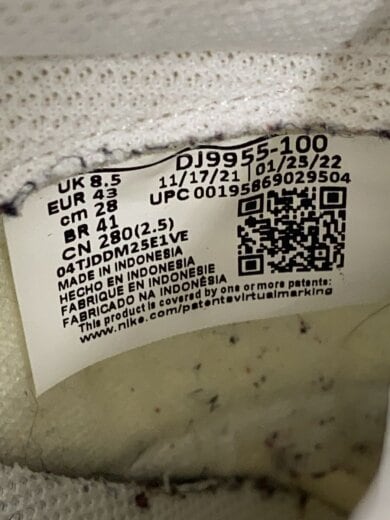 DJ9955-100
UK 8.5 11/17/21 | 01/25/22
EUR 43 UPC 00195869029504
cm 28
BR 41
CN 280(2.5)
04TJDDM25E1VE
MADE IN INDONESIA
HECHO EN INDONESIA
FABRIQUE EN INDONÉSIE
FABRICADO NA INDONÉSIA
This product is covered by one or more patents:
www.nike.com/patentsvirtualmarking